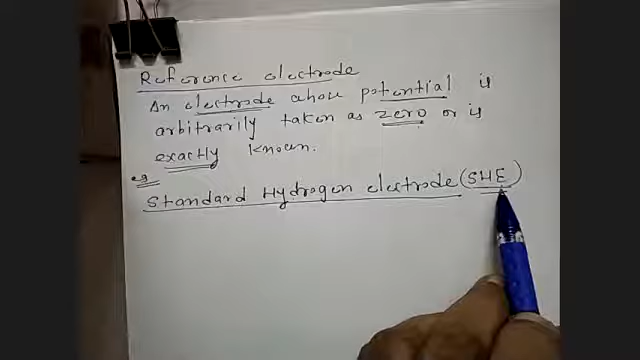 Reference electrode
An electrode whose potential is
arbitrarily taken as zero or is
exactly known.
eg
Standard Hydrogen electrode (SHE)